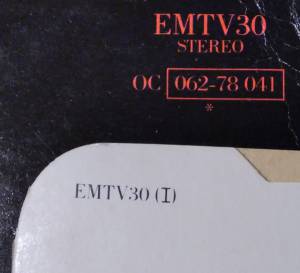 EMTV30
STEREO
OC 062-78 041
*
EMTV30 (I)